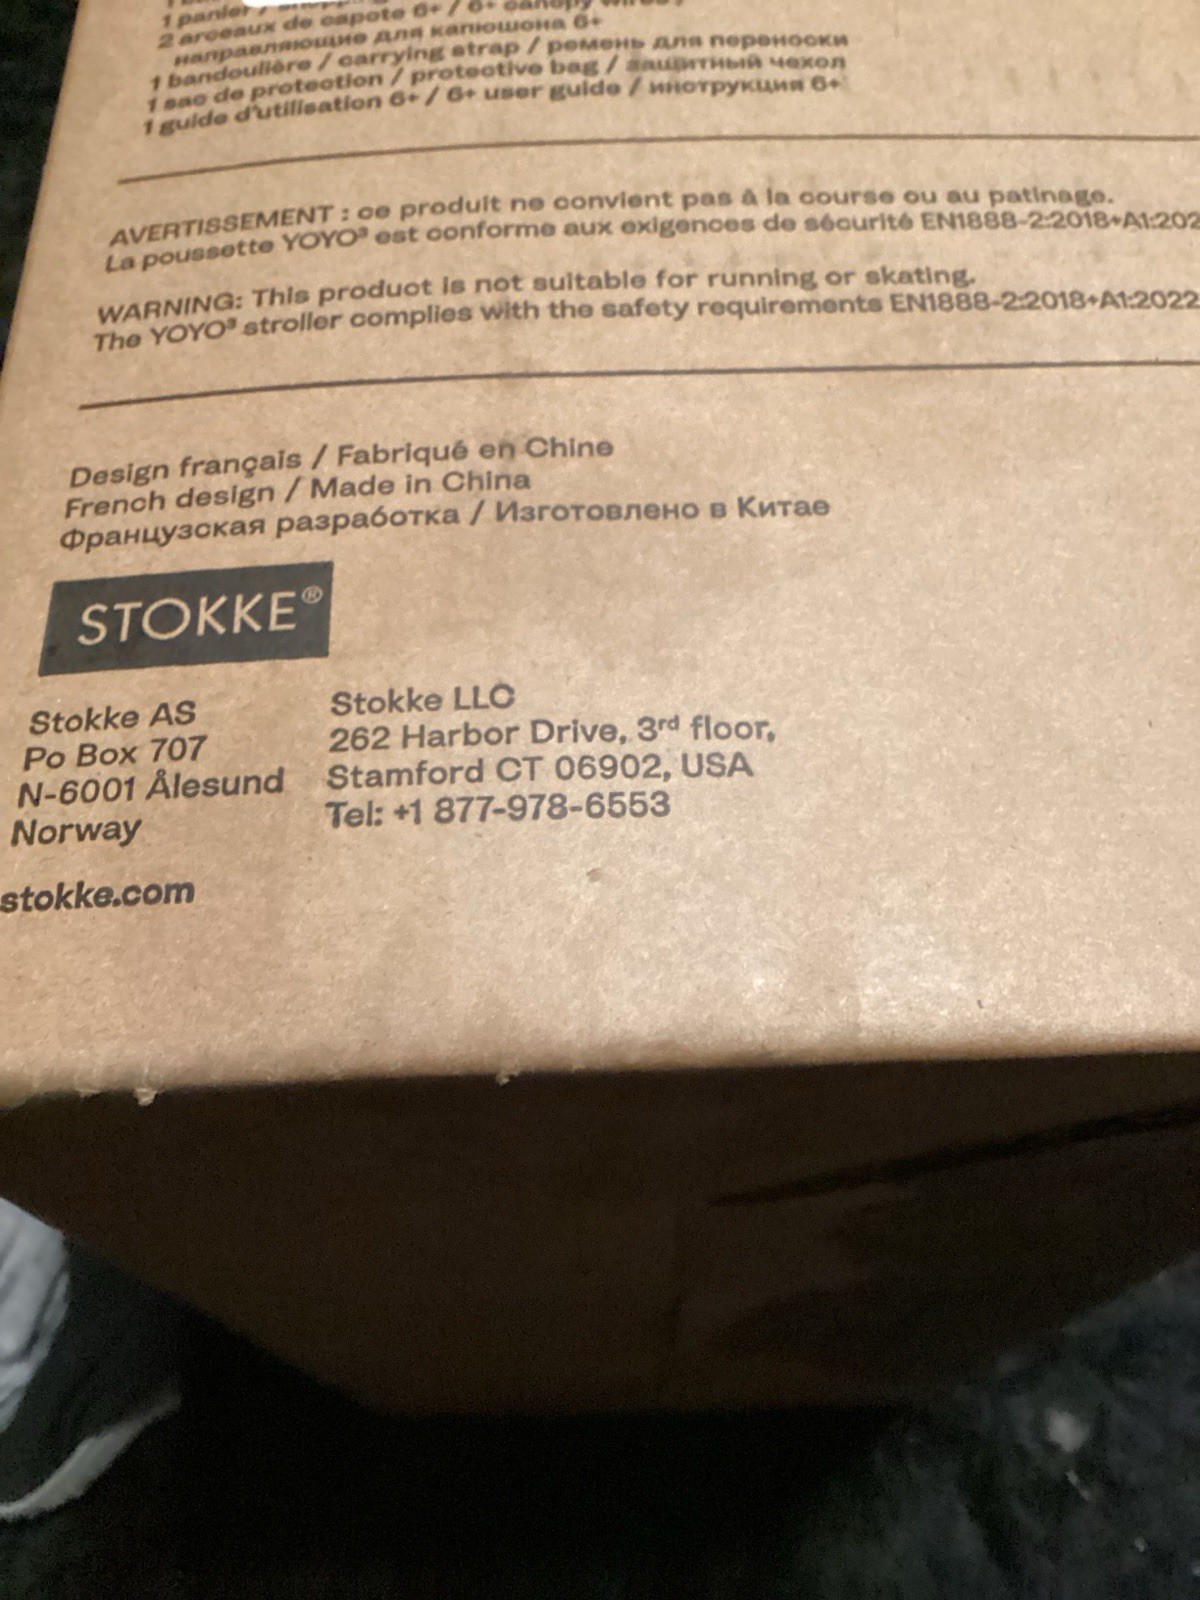 1 panier /
2 arceaux de capote 6+ / 6+ canopy
направляющие для капюшона 6+
1 bandoulière / carrying strap / ремень для переноски
1 sac de protection / protective bag / защитный чехол
1 guide d'utilisation 6+ / 6+ user guide / инструкция 6+
AVERTISSEMENT : ce produit ne convient pas à la course ou au patinage.
La poussette YOYO³ est conforme aux exigences de sécurité EN1888-2:2018+A1:202
WARNING: This product is not suitable for running or skating.
The YOYO³ stroller complies with the safety requirements EN1888-2:2018+A1:2022
Design français / Fabriqué en Chine
French design / Made in China
Французская разработка / Изготовлено в Китае
STOKKE®
Stokke AS
Po Box 707
N-6001 Ålesund
Norway
Stokke LLC
262 Harbor Drive, 3rd floor,
Stamford CT 06902, USA
Tel: +1 877-978-6553
stokke.com